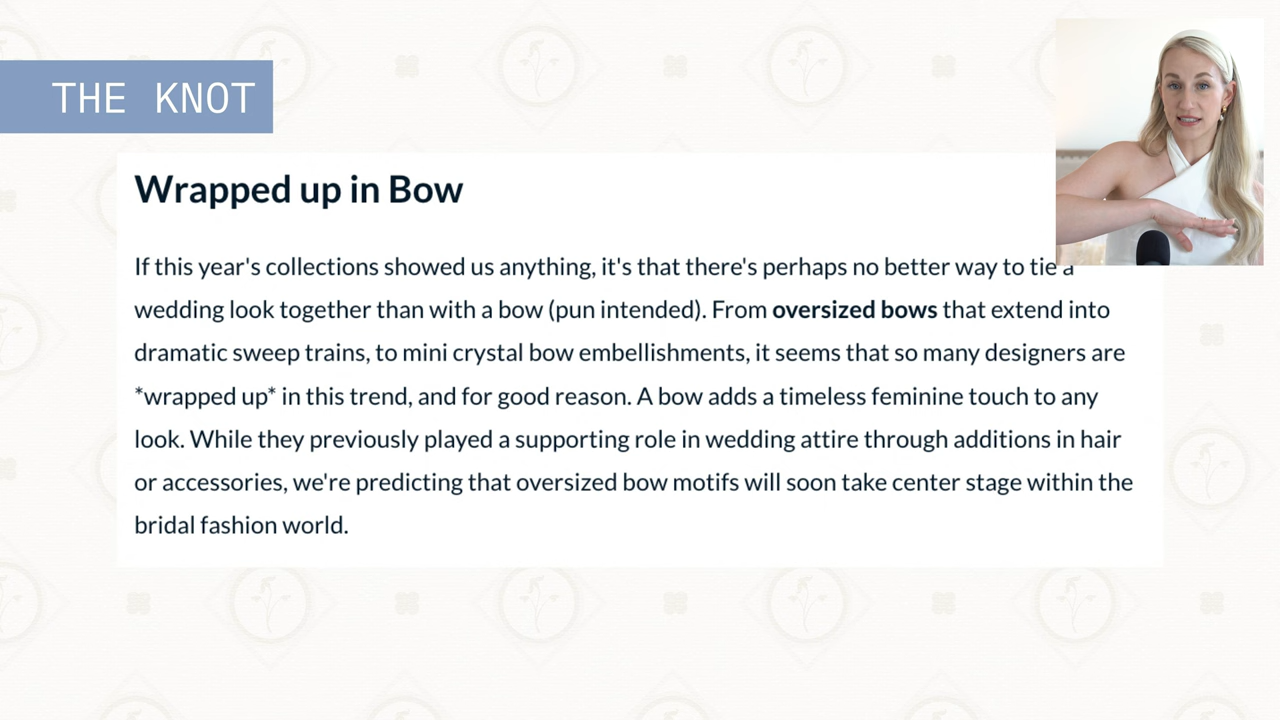 THE KNOT
Wrapped up in Bow
If this year's collections showed us anything, it's that there's perhaps no better way to tie a
wedding look together than with a bow (pun intended). From oversized bows that extend into
dramatic sweep trains, to mini crystal bow embellishments, it seems that so many designers are
*wrapped up* in this trend, and for good reason. A bow adds a timeless feminine touch to any
look. While they previously played a supporting role in wedding attire through additions in hair
or accessories, we're predicting that oversized bow motifs will soon take center stage within the
bridal fashion world.